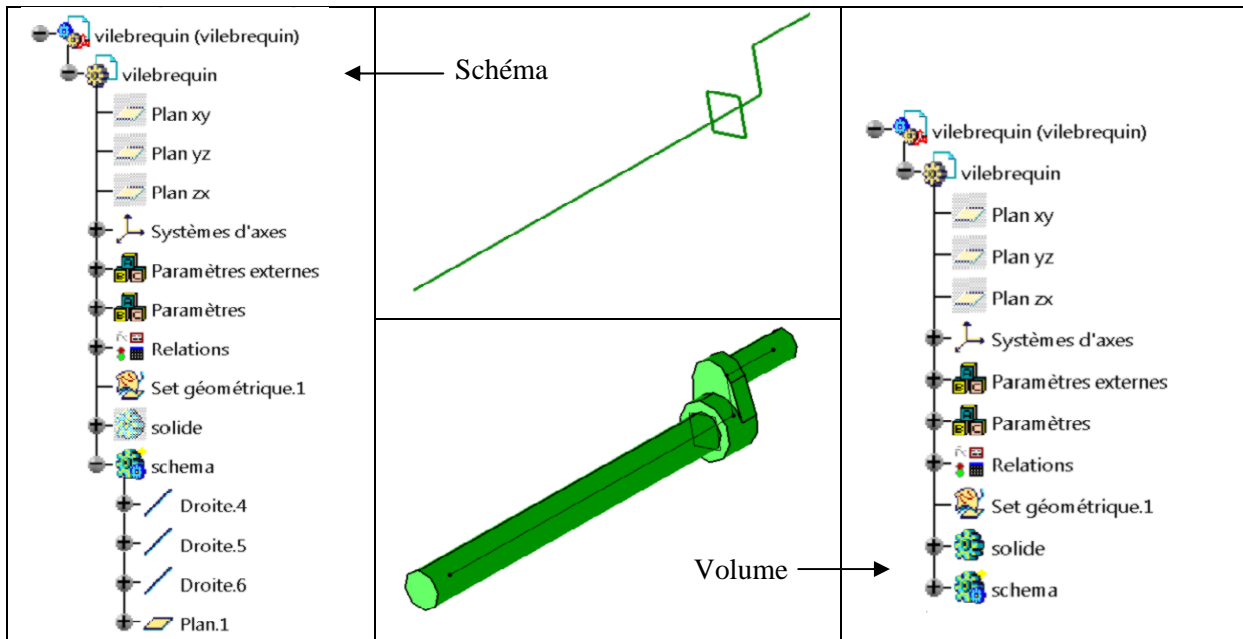 vilebrequin (vilebrequin)
vilebrequin
Plan xy
Plan yz
Plan zx
Systèmes d'axes
Paramètres externes
Paramètres
Relations
Set géométrique.1
solide
schema
Droite.4
Droite.5
Droite.6
Plan.1
Schéma
Volume
vilebrequin (vilebrequin)
vilebrequin
Plan xy
Plan yz
Plan zx
Systèmes d'axes
Paramètres externes
Paramètres
Relations
Set géométrique.1
solide
schema